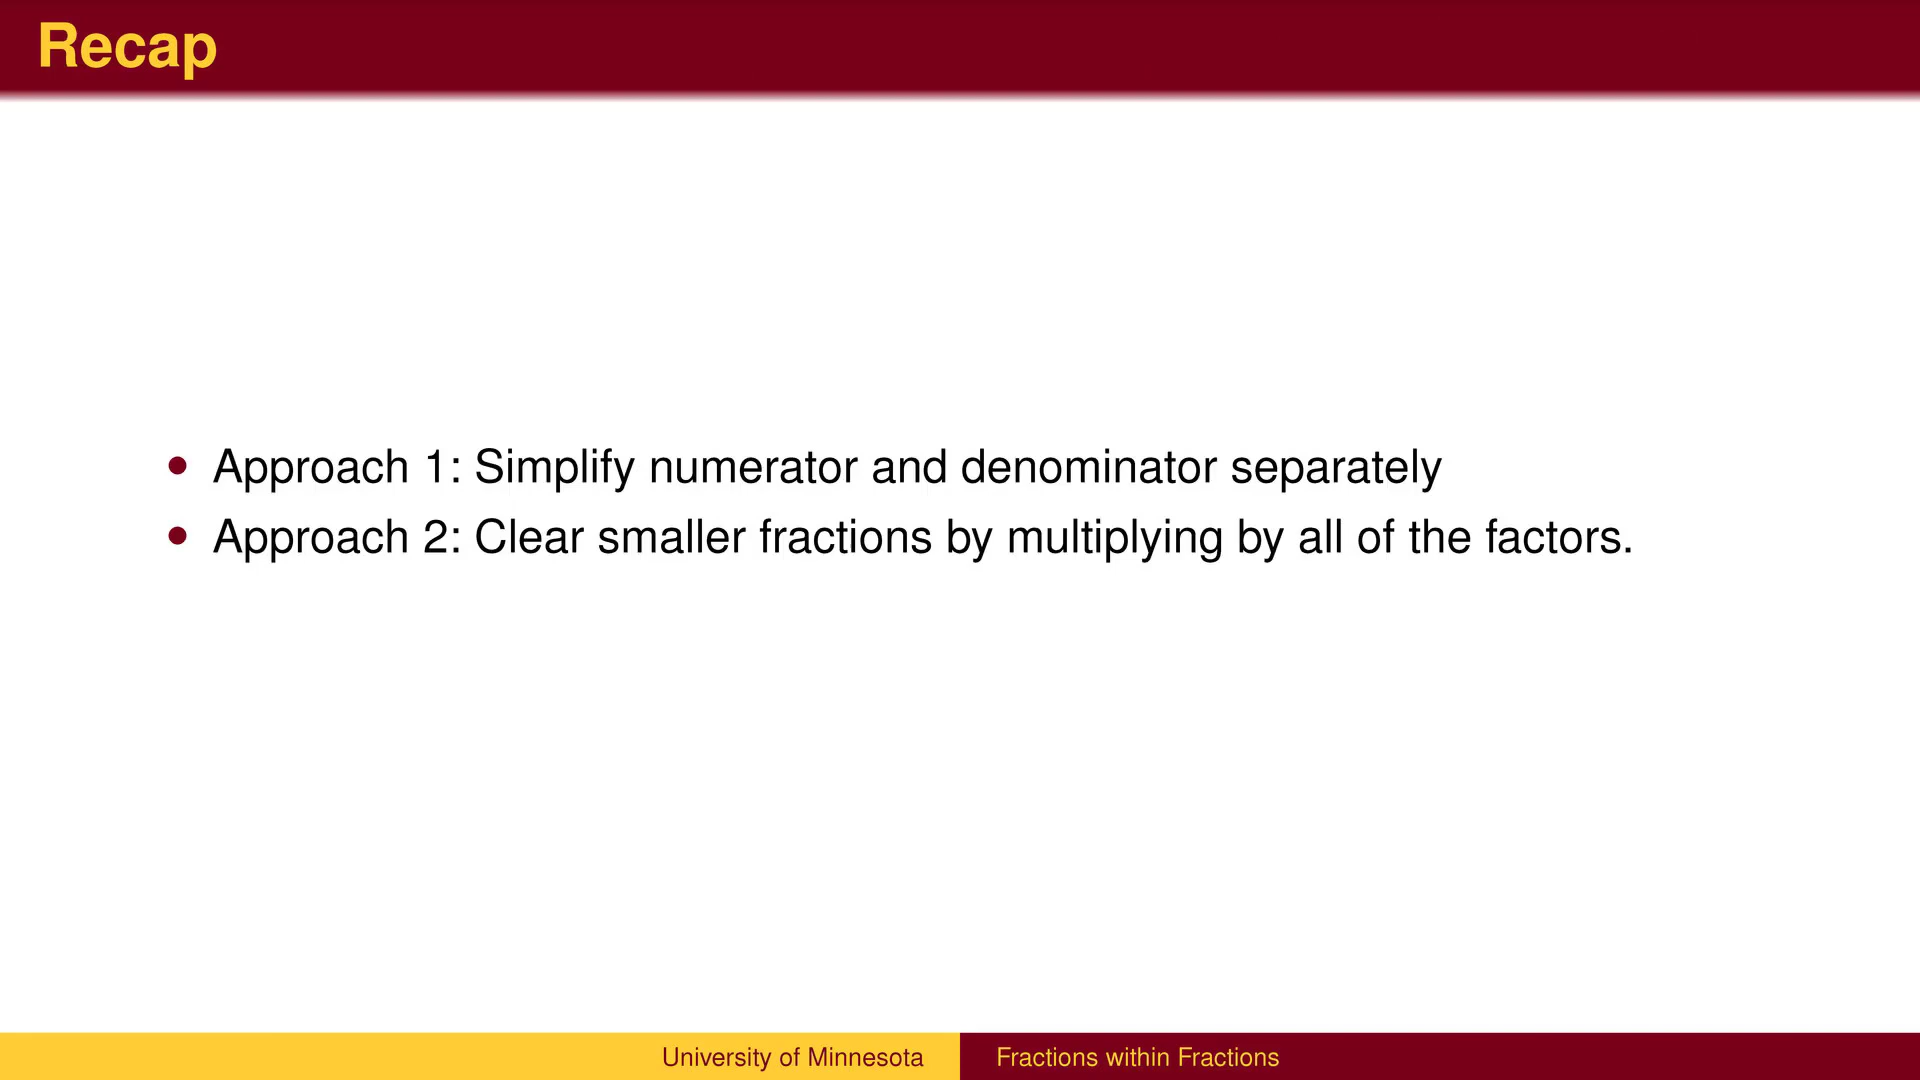 Recap
• Approach 1: Simplify numerator and denominator separately
• Approach 2: Clear smaller fractions by multiplying by all of the factors.
University of Minnesota
Fractions within Fractions